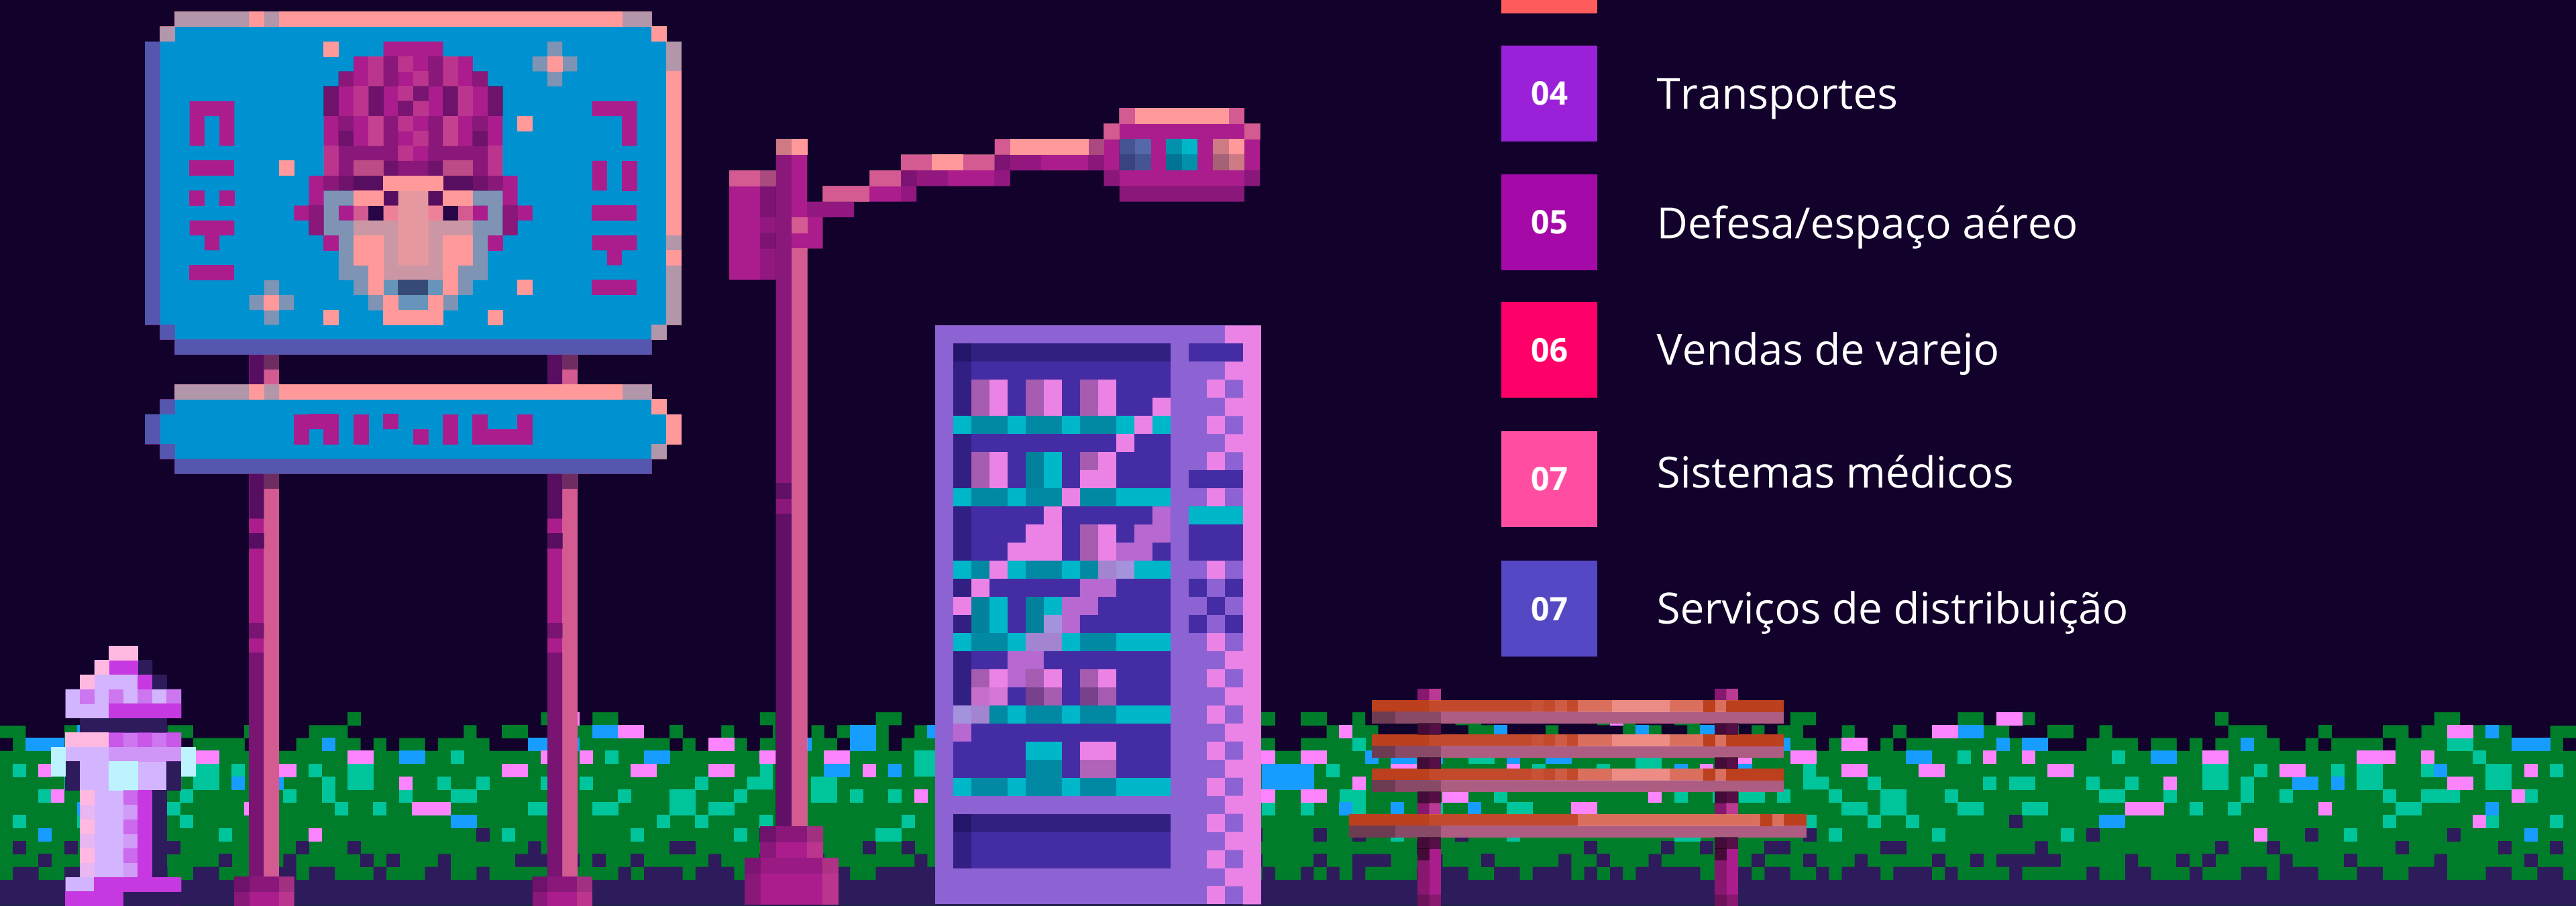 04
Transportes
05
Defesa/espaço aéreo
06
Vendas de varejo
07
Sistemas médicos
07
Serviços de distribuição